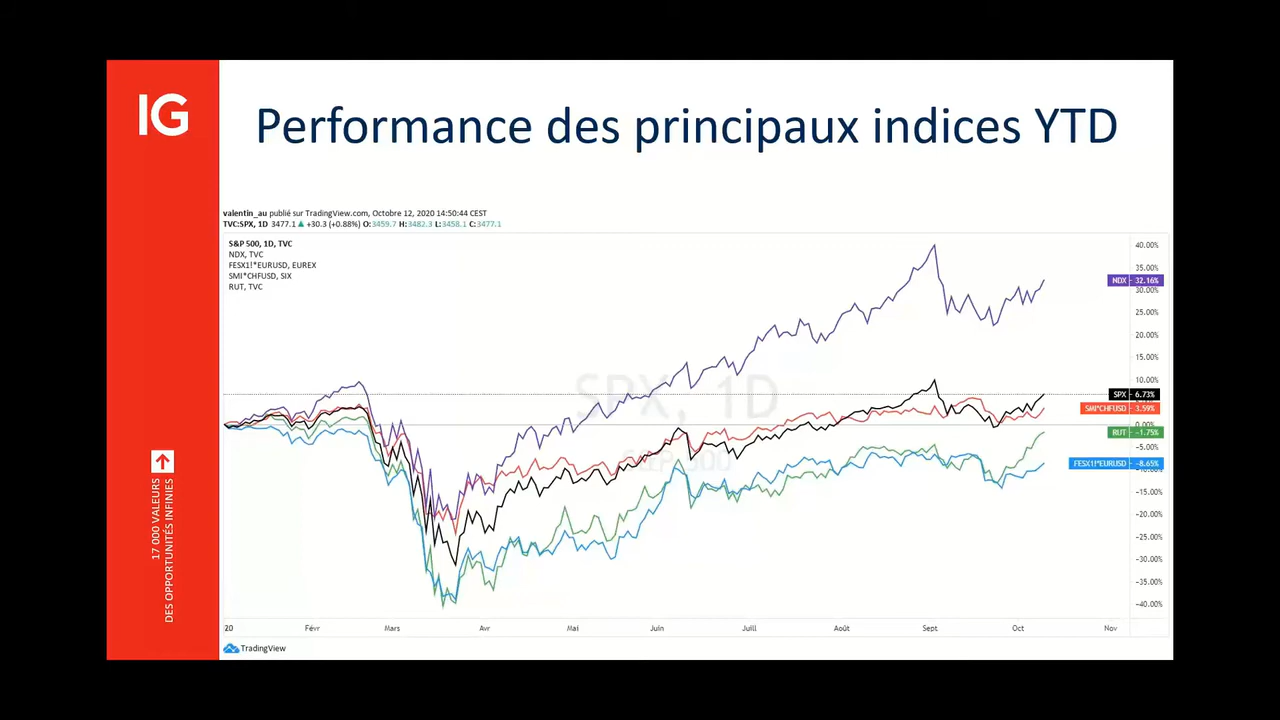 IG
Performance des principaux indices YTD
valentin_au publié sur TradingView.com, Octobre 12, 2020 14:50:44 CEST
TVC:SPX, 1D 3477.1 ▲ +30.3 (+0.88%) O:3459.7 H:3482.3 L:3458.1 C:3477.1
S&P 500, 1D, TVC
NDX, TVC
FESX1!*EURUSD, EUREX
SMI*CHFUSD, SIX
RUT, TVC
SPX, 1D
S&P 500
40.00%
35.00%
NDX 32.16%
30.00%
25.00%
20.00%
15.00%
10.00%
SPX 6.73%
SMI*CHFUSD 3.59%
0.00%
RUT -1.75%
-5.00%
FESX1!*EURUSD -8.65%
-15.00%
-20.00%
-25.00%
-30.00%
-35.00%
-40.00%
20 Févr Mars Avr Mai Juin Juill Août Sept Oct Nov
TradingView
17 000 VALEURS
DES OPPORTUNITÉS INFINIES